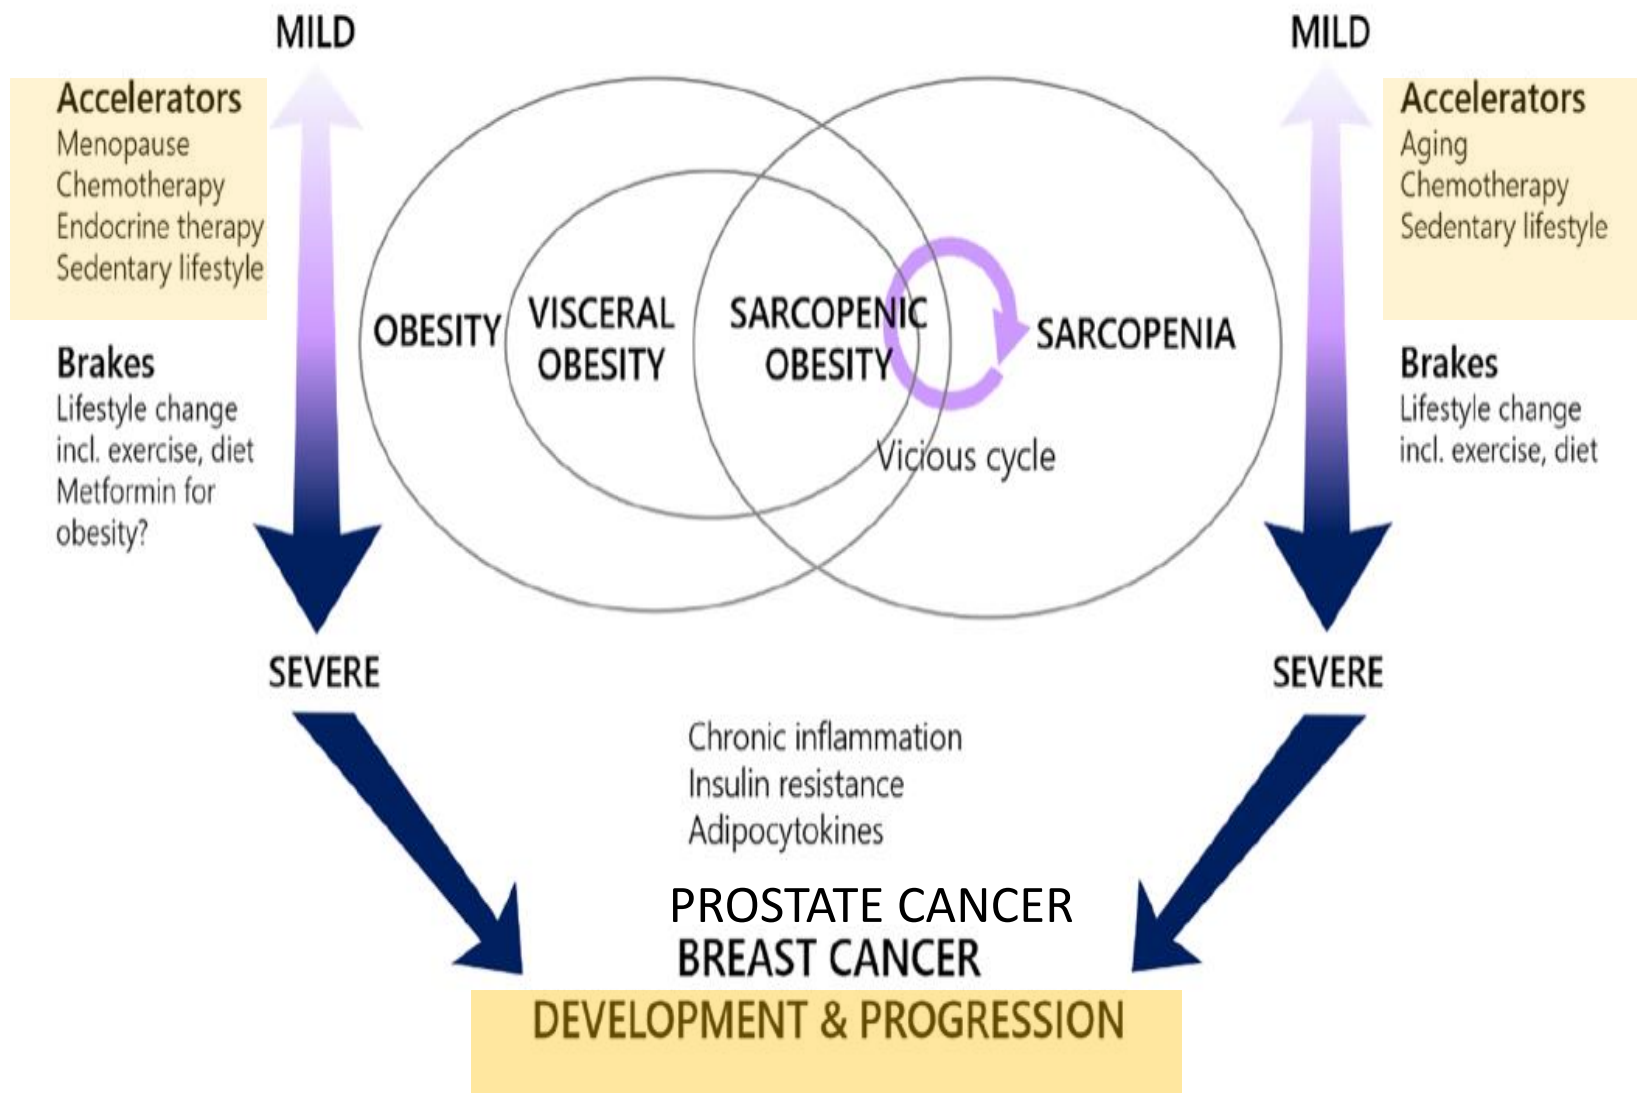 MILD
Accelerators
Menopause
Chemotherapy
Endocrine therapy
Sedentary lifestyle
Brakes
Lifestyle change
incl. exercise, diet
Metformin for
obesity?
SEVERE
OBESITY
VISCERAL
OBESITY
SARCOPENIC
OBESITY
SARCOPENIA
Vicious cycle
MILD
Accelerators
Aging
Chemotherapy
Sedentary lifestyle
Brakes
Lifestyle change
incl. exercise, diet
SEVERE
Chronic inflammation
Insulin resistance
Adipocytokines
PROSTATE CANCER
BREAST CANCER
DEVELOPMENT & PROGRESSION